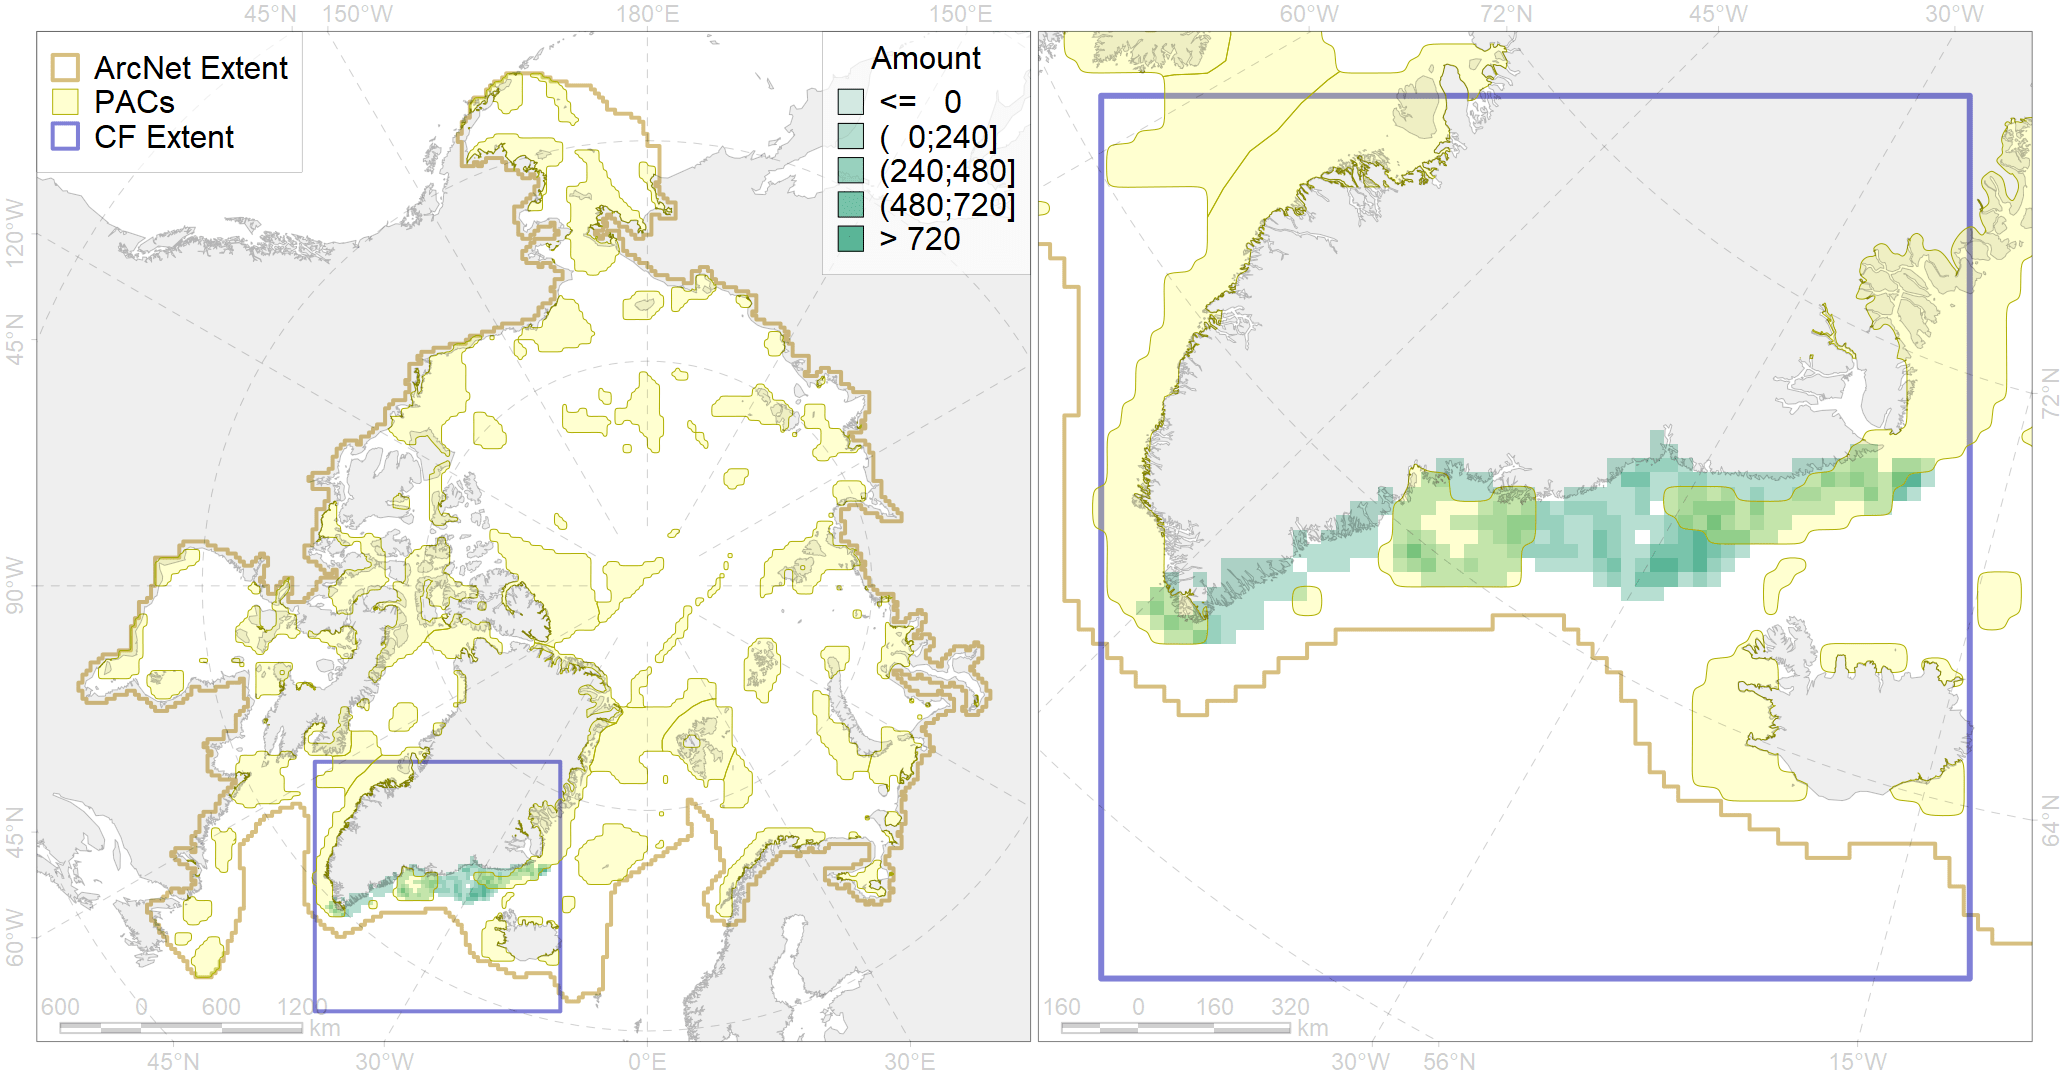 45°N 150°W 180°E 150°E 60°W 72°N 45°W 30°W
ArcNet Extent
PACs
CF Extent
Amount
<= 0
( 0;240]
(240;480]
(480;720]
> 720
120°W
45°N
90°W
45°N
60°W
72°N
64°N
600 0 600 1200
km
160 0 160 320
km
45°N 30°W 0°E 30°E 30°W 56°N 15°W